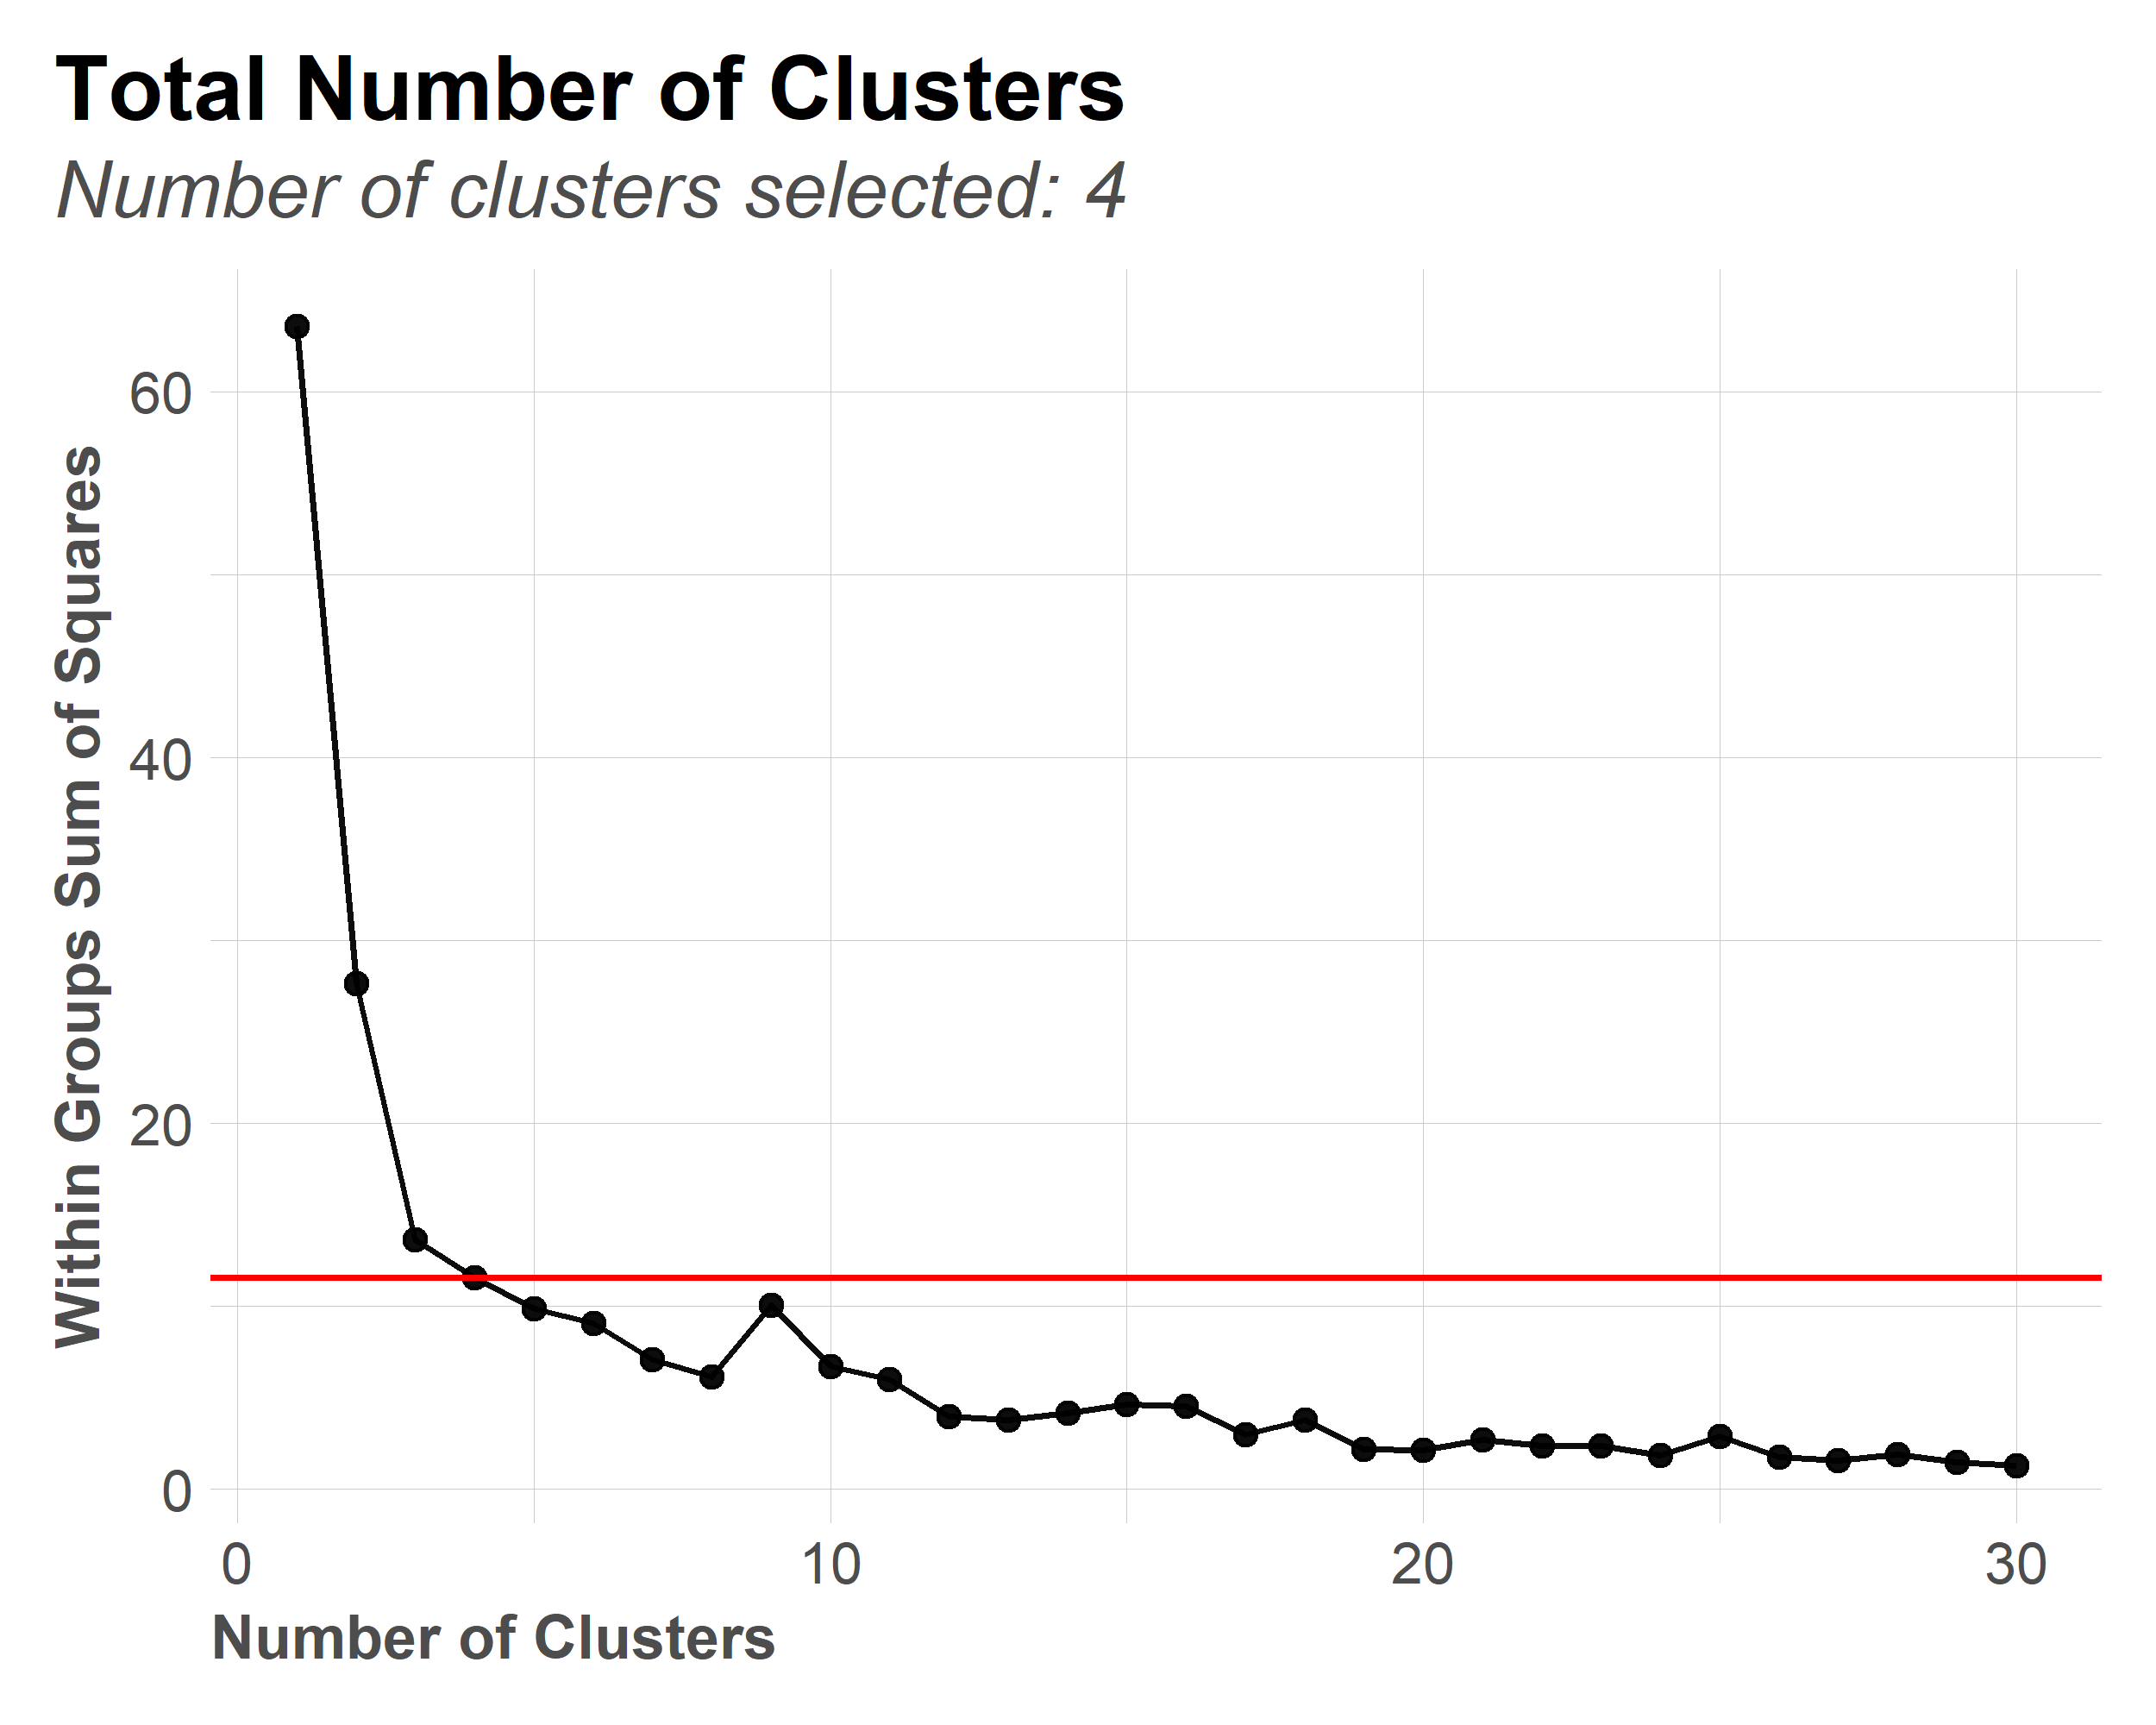 Total Number of Clusters
Number of clusters selected: 4
Within Groups Sum of Squares
60
40
20
0
0 10 20 30
Number of Clusters